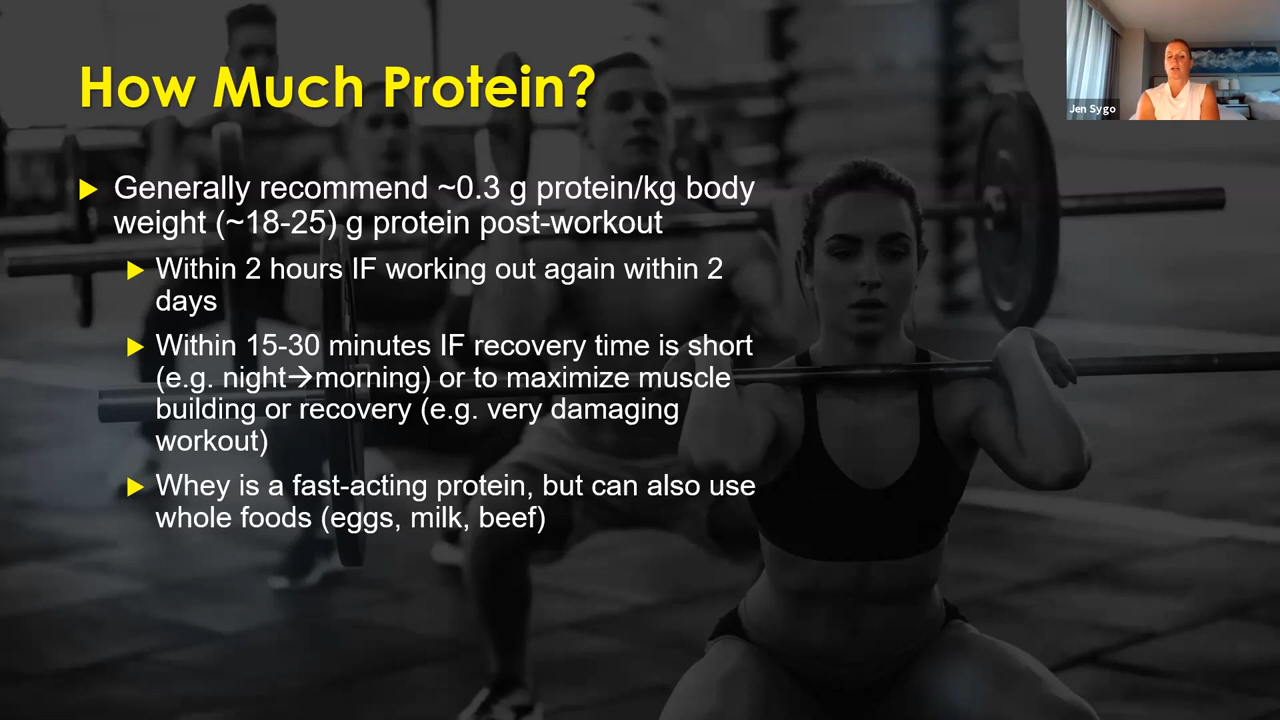 How Much Protein?
Jen Sygo
▶ Generally recommend ~0.3 g protein/kg body
weight (~18-25) g protein post-workout
▶ Within 2 hours IF working out again within 2
days
▶ Within 15-30 minutes IF recovery time is short
(e.g. night→morning) or to maximize muscle
building or recovery (e.g. very damaging
workout)
▶ Whey is a fast-acting protein, but can also use
whole foods (eggs, milk, beef)